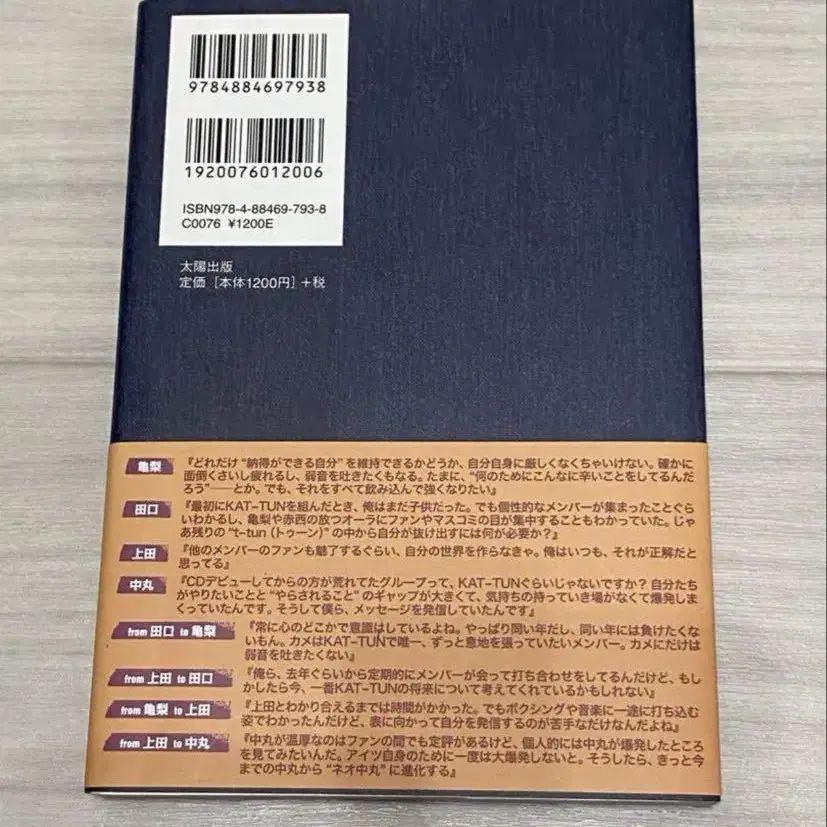 9784884697938
1920076012006
ISBN978-4-88469-793-8
C0076 ¥1200E
太陽出版
定価 [本体1200円] +税
亀梨 『どれだけ “納得ができる自分” を維持できるかどうか、自分自身に厳しくなくちゃいけない。確かに
面倒くさいし疲れるし、弱音を吐きたくもなる。たまに、“何のためにこんなに辛いことをしてるんだ
ろう”──とか。でも、それをすべて飲み込んで強くなりたい』
田口 『最初にKAT-TUNを組んだとき、俺はまだ子供だった。でも個性的なメンバーが集まったことぐら
いわかるし、亀梨や赤西の放つオーラにファンやマスコミの目が集中することもわかっていた。じゃ
あ残りの “t-tun (トゥーン)” の中から自分が抜け出すには何が必要か?』
上田 『他のメンバーのファンも魅了するぐらい、自分の世界を作らなきゃ。俺はいつも、それが正解だと
思ってる』
中丸 『CDデビューしてからの方が荒れてたグループって、KAT-TUNぐらいじゃないですか? 自分たち
がやりたいことと “やらされること” のギャップが大きくて、気持ちの持っていき場がなくて爆発しま
くっていたんです。そうして僕ら、メッセージを発信していたんです』
from 田口 to 亀梨 『常に心のどこかで意識はしているよね。やっぱり同い年だし、同い年には負けたくな
いもん。カメはKAT-TUNで唯一、ずっと意地を張っていたいメンバー。カメにだけは
弱音を吐きたくない』
from 上田 to 田口 『俺ら、去年ぐらいから定期的にメンバーが会って打ち合わせをしてるんだけど、もし
かしたら今、一番KAT-TUNの将来について考えてくれているかもしれない』
from 亀梨 to 上田 『上田とわかり合えるまでは時間がかかった。でもボクシングや音楽に一途に打ち込む
姿でわかったんだけど、表に向かって自分を発信するのが苦手なだけなんだよね』
from 上田 to 中丸 『中丸が温厚なのはファンの間でも定評があるけど、個人的には中丸が爆発したところ
を見てみたいんだ。アイツ自身のために一度は大爆発しないと。そうしたら、きっと今
までの中丸から “ネオ中丸” に進化する』